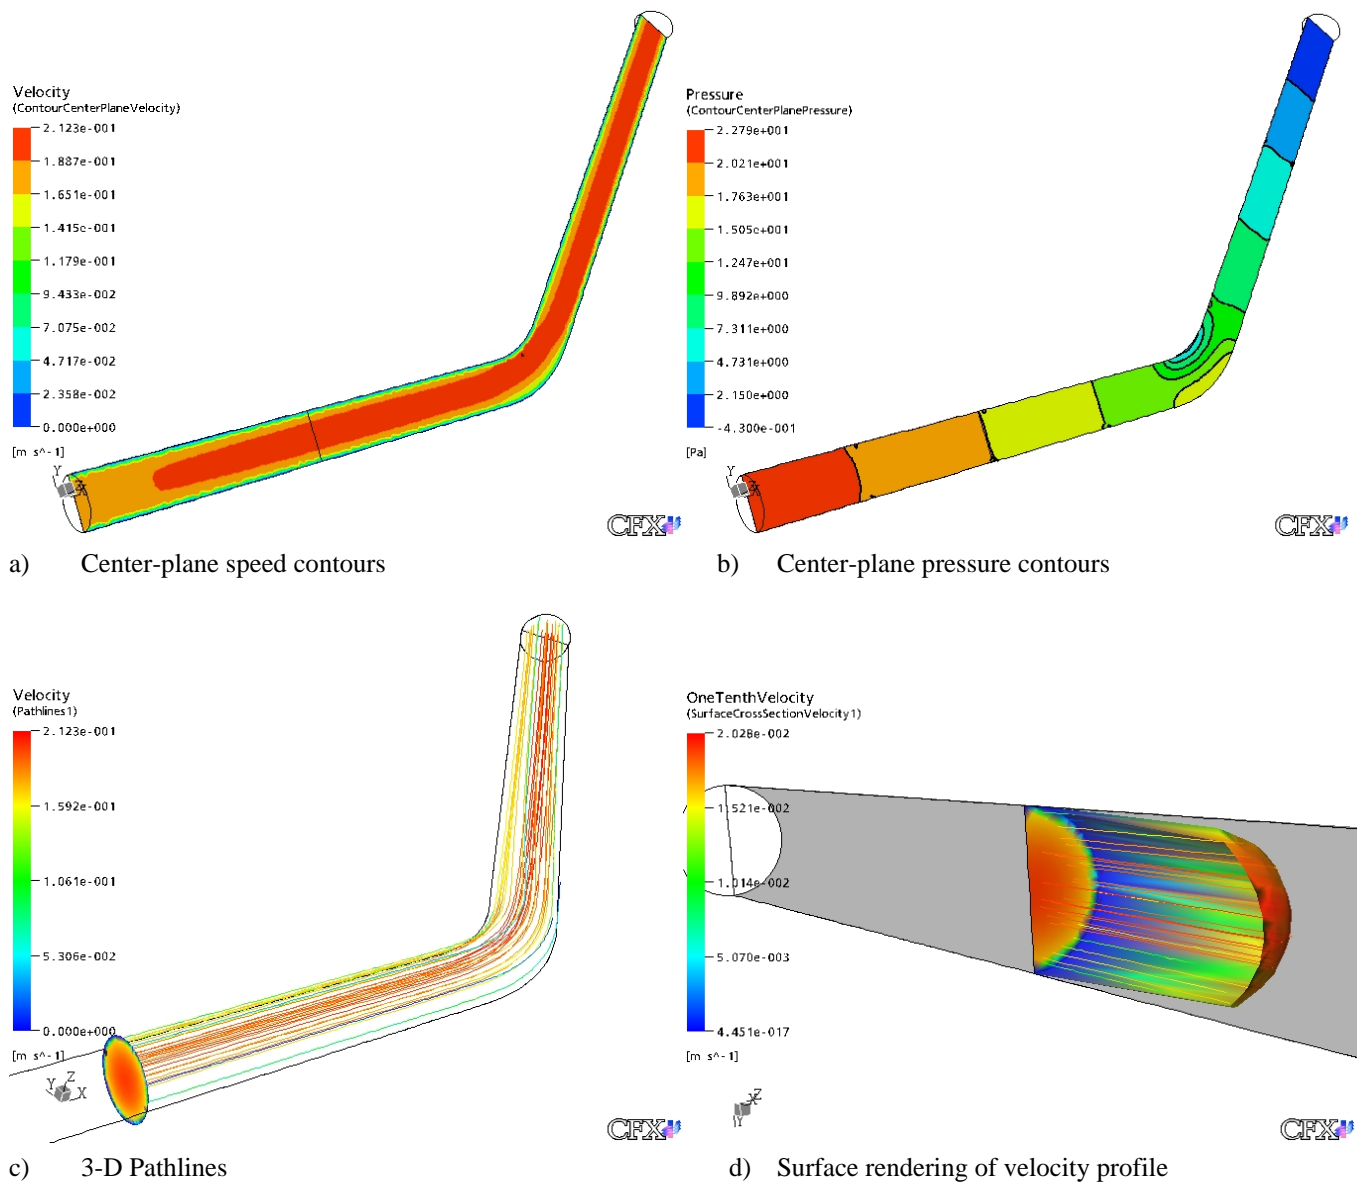 Velocity
(ContourCenterPlaneVelocity)
2.123e-001
1.887e-001
1.651e-001
1.415e-001
1.179e-001
9.433e-002
7.075e-002
4.717e-002
2.358e-002
0.000e+000
[m s^-1]
Y
X
CFX
a) Center-plane speed contours
Pressure
(ContourCenterPlanePressure)
2.279e+001
2.021e+001
1.763e+001
1.505e+001
1.247e+001
9.892e+000
7.311e+000
4.731e+000
2.150e+000
-4.300e-001
[Pa]
Y
X
CFX
b) Center-plane pressure contours
Velocity
(Pathlines1)
2.123e-001
1.592e-001
1.061e-001
5.306e-002
0.000e+000
[m s^-1]
Y Z X
CFX
c) 3-D Pathlines
OneTenthVelocity
(SurfaceCrossSectionVelocity1)
2.028e-002
1.521e-002
1.014e-002
5.070e-003
4.451e-017
[m s^-1]
X Z
Y
CFX
d) Surface rendering of velocity profile